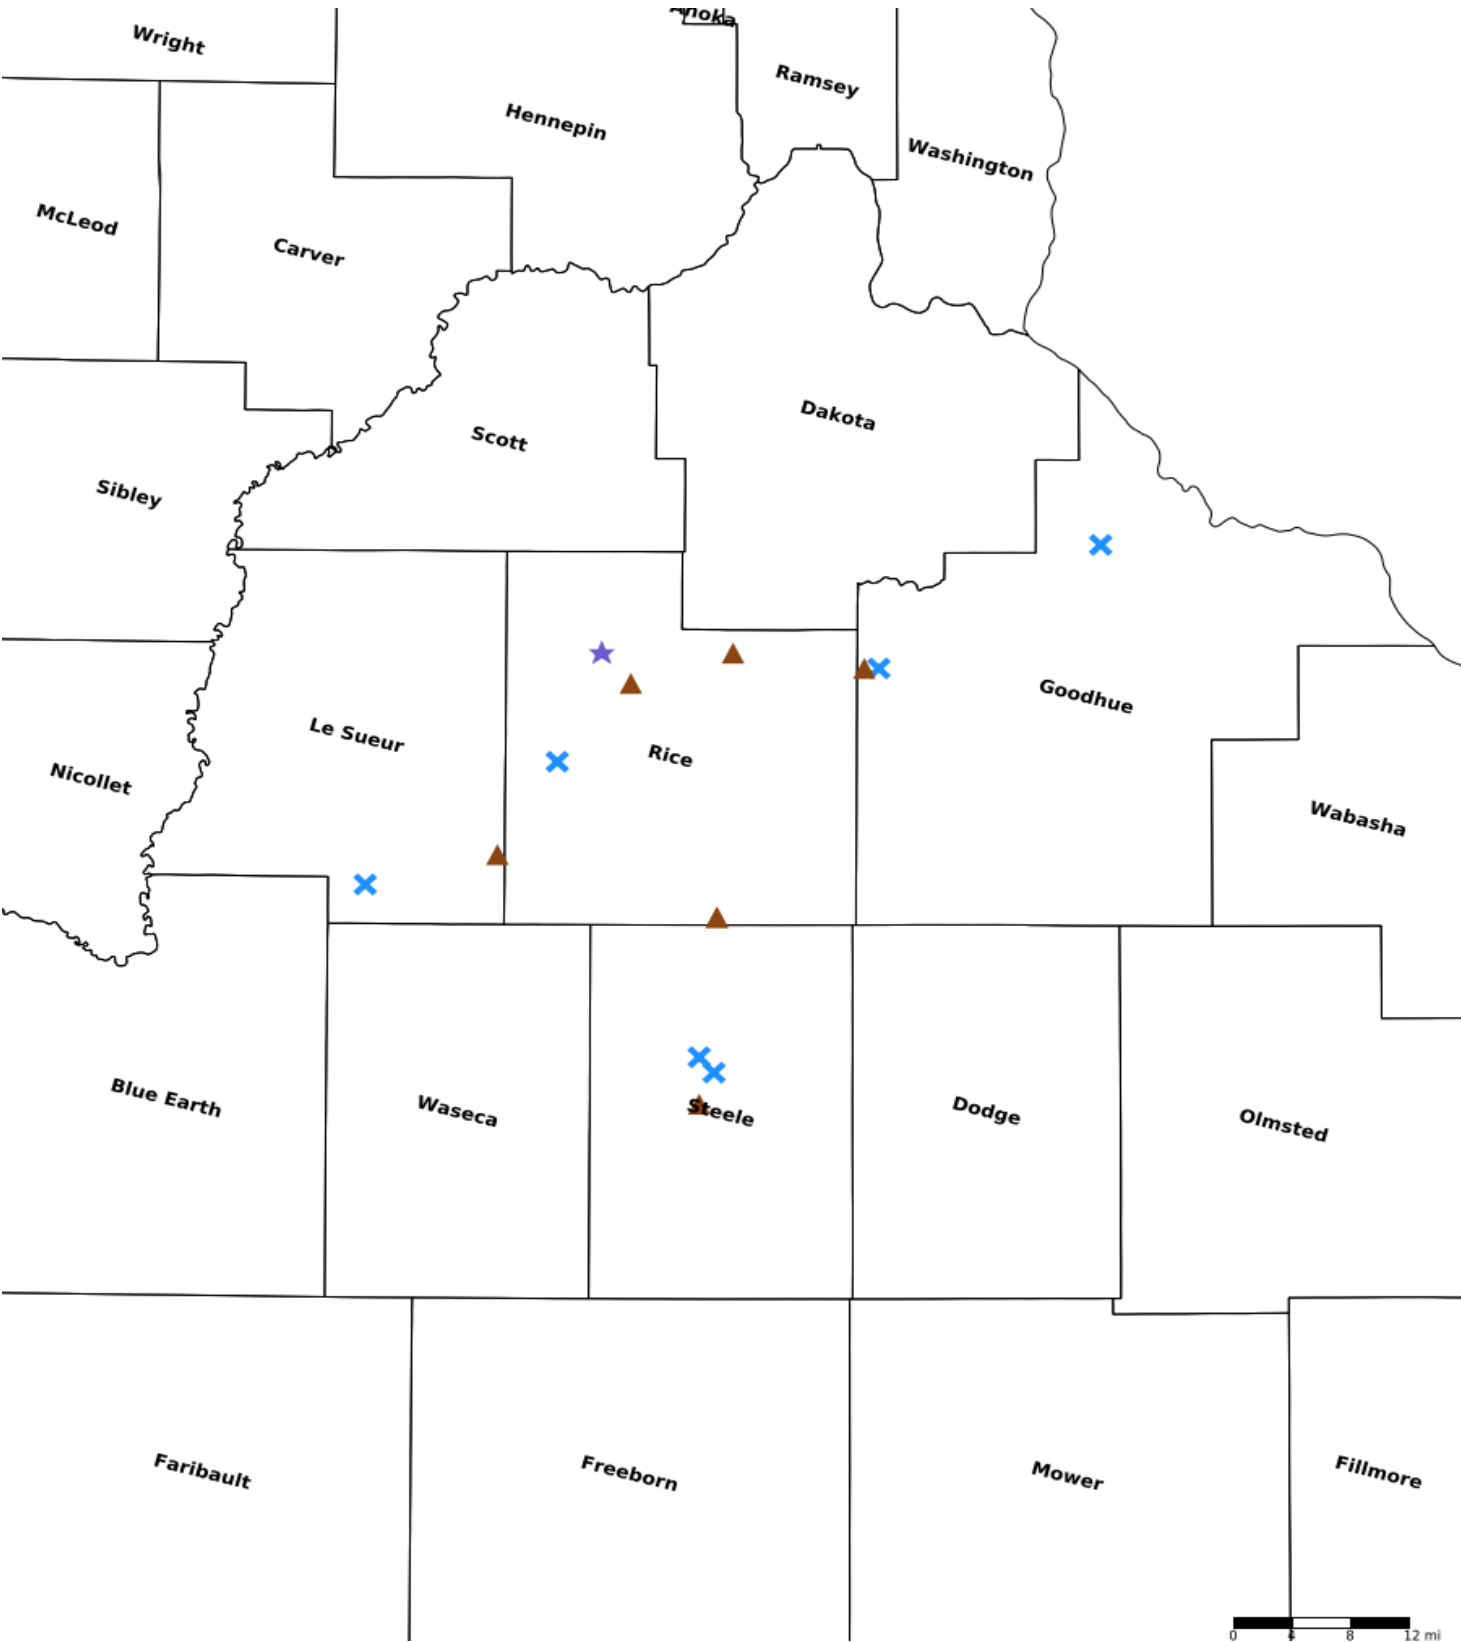 Anoka
Wright
Ramsey
Hennepin
Washington
McLeod
Carver
Dakota
Scott
Sibley
Goodhue
Le Sueur
Rice
Nicollet
Wabasha
Blue Earth
Waseca
Steele
Dodge
Olmsted
Faribault
Freeborn
Mower
Fillmore
0 4 8 12 mi